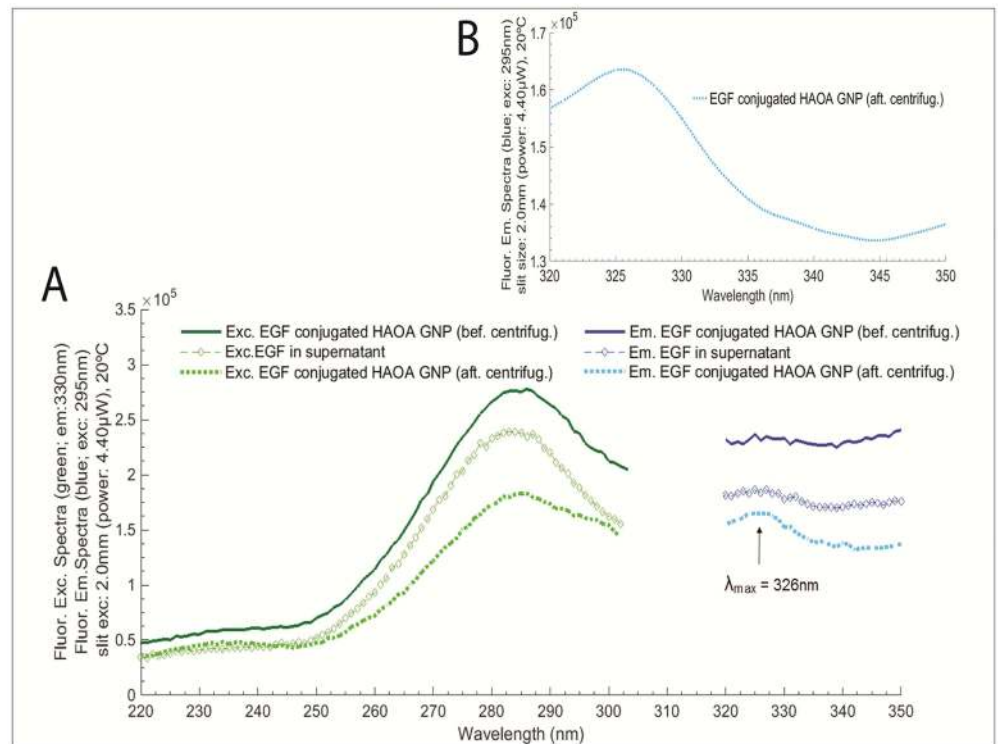 B
×10⁵
1.7
1.6
1.5
1.4
1.3
320 325 330 335 340 345 350
Wavelength (nm)
Fluor. Em. Spectra (blue; exc: 295nm)
slit size: 2.0mm (power: 4.40µW), 20ºC
EGF conjugated HAOA GNP (aft. centrifug.)
A
×10⁵
3.5
3
2.5
2
1.5
1
0.5
0
220 230 240 250 260 270 280 290 300 310 320 330 340 350
Wavelength (nm)
Fluor. Exc. Spectra (green; em:330nm)
Fluor. Em.Spectra (blue; exc: 295nm)
slit exc: 2.0mm (power: 4.40µW), 20ºC
Exc. EGF conjugated HAOA GNP (bef. centrifug.)
Exc.EGF in supernatant
Exc. EGF conjugated HAOA GNP (aft. centrifug.)
Em. EGF conjugated HAOA GNP (bef. centrifug.)
Em. EGF in supernatant
Em. EGF conjugated HAOA GNP (aft. centrifug.)
λmax = 326nm